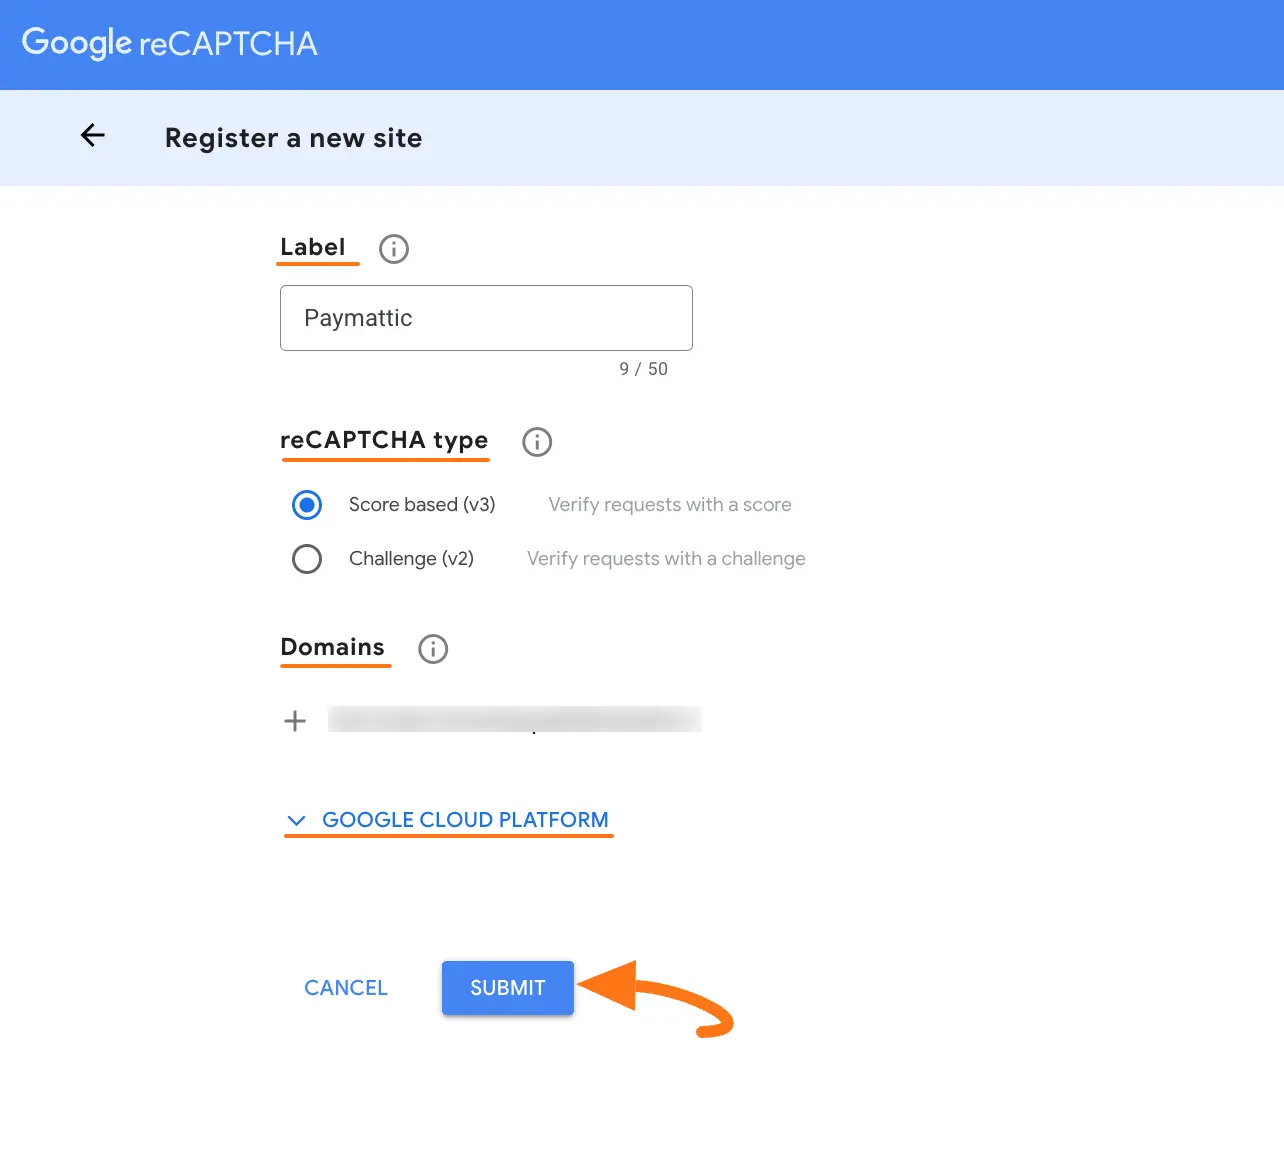 Google reCAPTCHA
Register a new site
Label
Paymattic
9 / 50
reCAPTCHA type
Score based (v3) Verify requests with a score
Challenge (v2) Verify requests with a challenge
Domains
GOOGLE CLOUD PLATFORM
CANCEL SUBMIT